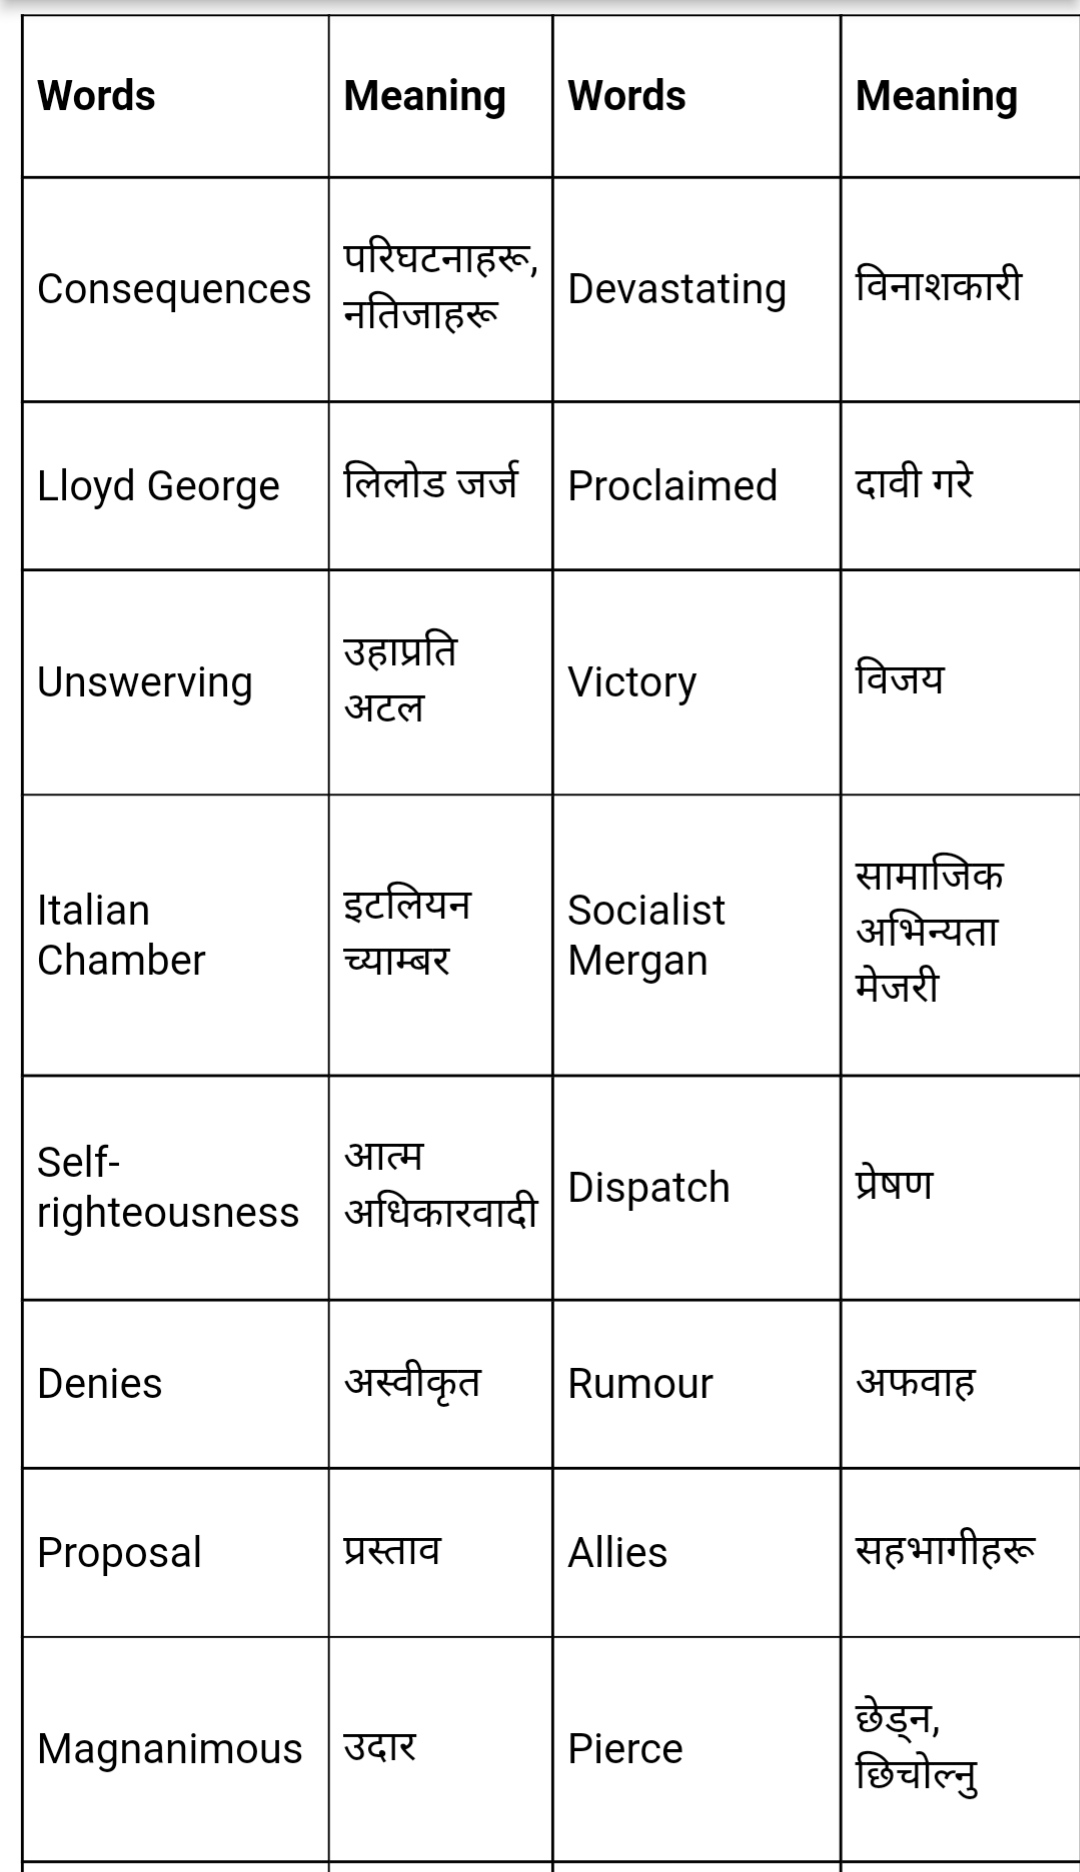 Words Meaning Words Meaning
Consequences परिघटनाहरू, नतिजाहरू Devastating विनाशकारी
Lloyd George लिलोड जर्ज Proclaimed दावी गरे
Unswerving उहाप्रति अटल Victory विजय
Italian Chamber इटलियन च्याम्बर Socialist Mergan सामाजिक अभिन्यता मेजरी
Self-righteousness आत्म अधिकारवादी Dispatch प्रेषण
Denies अस्वीकृत Rumour अफवाह
Proposal प्रस्ताव Allies सहभागीहरू
Magnanimous उदार Pierce छेड्न, छिचोल्नु